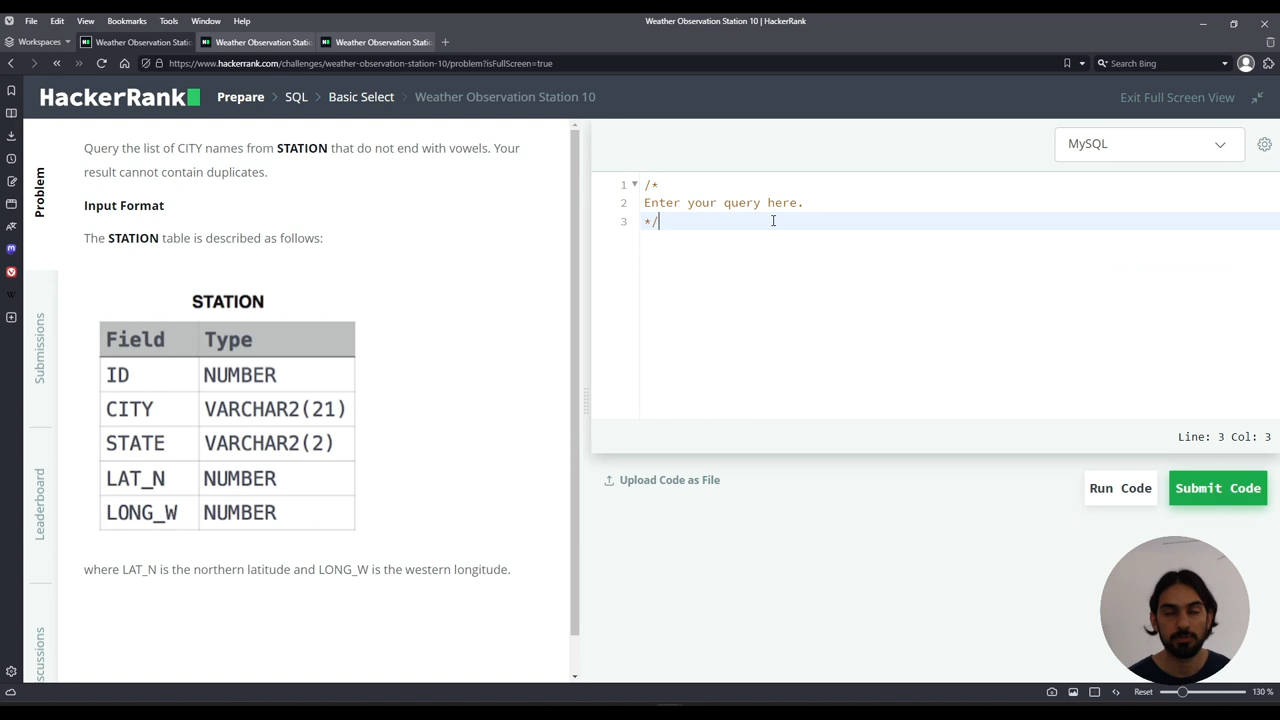 File Edit View Bookmarks Tools Window Help
Weather Observation Station 10 | HackerRank
Workspaces
Weather Observation Static
Weather Observation Static
Weather Observation Static
https://www.hackerrank.com/challenges/weather-observation-station-10/problem?isFullScreen=true
Search Bing
HackerRank
Prepare > SQL > Basic Select > Weather Observation Station 10
Exit Full Screen View
Problem
Submissions
Leaderboard
scussions
Query the list of CITY names from STATION that do not end with vowels. Your
result cannot contain duplicates.
Input Format
The STATION table is described as follows:
STATION
Field Type
ID NUMBER
CITY VARCHAR2(21)
STATE VARCHAR2(2)
LAT_N NUMBER
LONG_W NUMBER
where LAT_N is the northern latitude and LONG_W is the western longitude.
MySQL
1 /*
2 Enter your query here.
3 */
Line: 3 Col: 3
Upload Code as File
Run Code
Submit Code
Reset
130 %